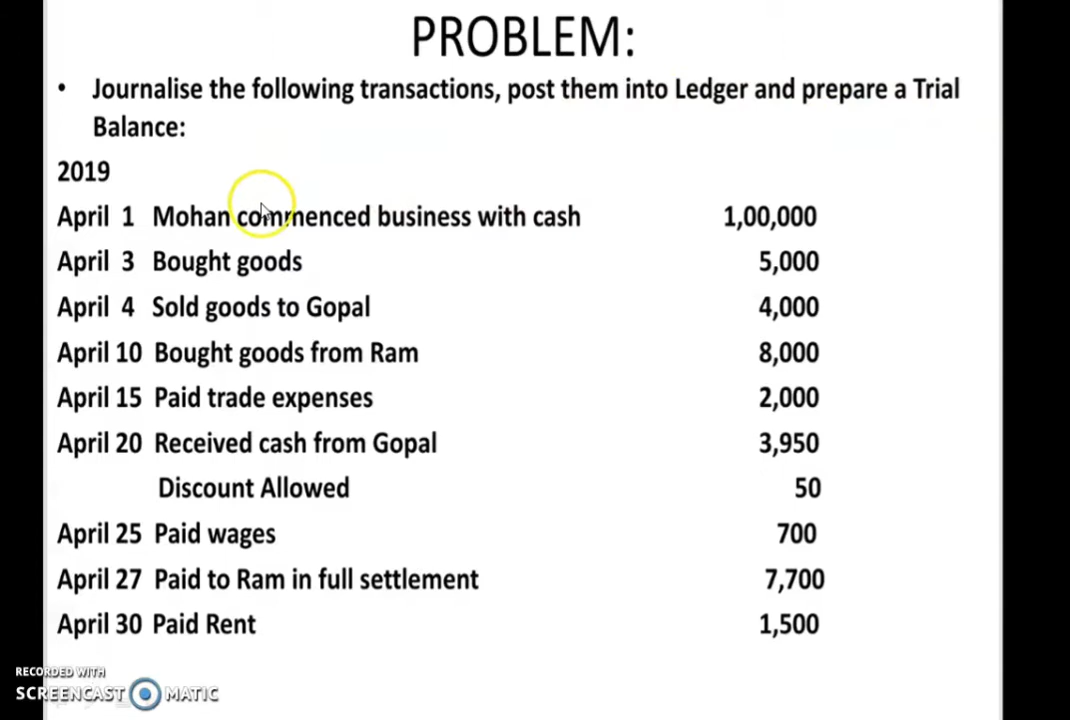 PROBLEM:
• Journalise the following transactions, post them into Ledger and prepare a Trial
Balance:
2019
April 1 Mohan commenced business with cash 1,00,000
April 3 Bought goods 5,000
April 4 Sold goods to Gopal 4,000
April 10 Bought goods from Ram 8,000
April 15 Paid trade expenses 2,000
April 20 Received cash from Gopal 3,950
Discount Allowed 50
April 25 Paid wages 700
April 27 Paid to Ram in full settlement 7,700
April 30 Paid Rent 1,500
RECORDED WITH
SCREENCAST MATIC